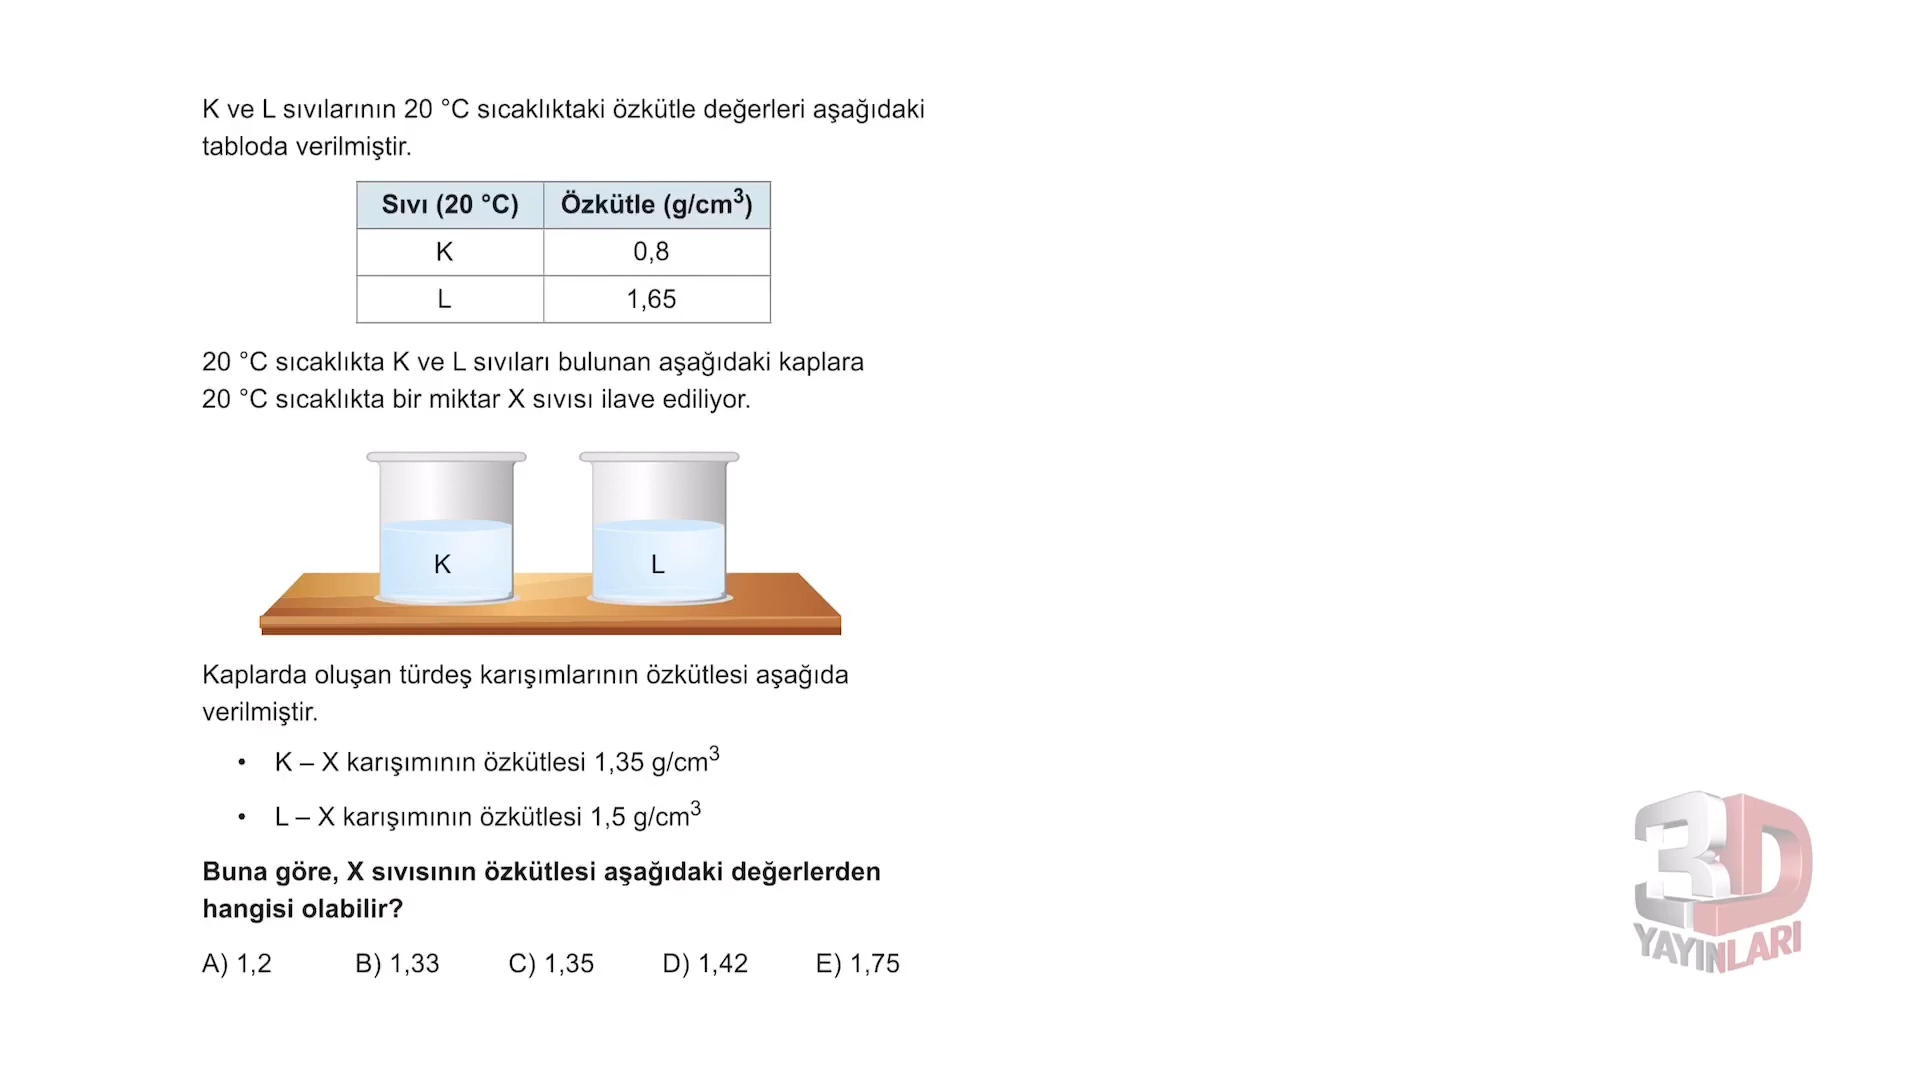 K ve L sıvılarının 20 °C sıcaklıktaki özkütle değerleri aşağıdaki
tabloda verilmiştir.
Sıvı (20 °C) Özkütle (g/cm³)
K 0,8
L 1,65
20 °C sıcaklıkta K ve L sıvıları bulunan aşağıdaki kaplara
20 °C sıcaklıkta bir miktar X sıvısı ilave ediliyor.
K L
Kaplarda oluşan türdeş karışımlarının özkütlesi aşağıda
verilmiştir.
• K – X karışımının özkütlesi 1,35 g/cm³
• L – X karışımının özkütlesi 1,5 g/cm³
Buna göre, X sıvısının özkütlesi aşağıdaki değerlerden
hangisi olabilir?
A) 1,2 B) 1,33 C) 1,35 D) 1,42 E) 1,75
3D
YAYINLARI